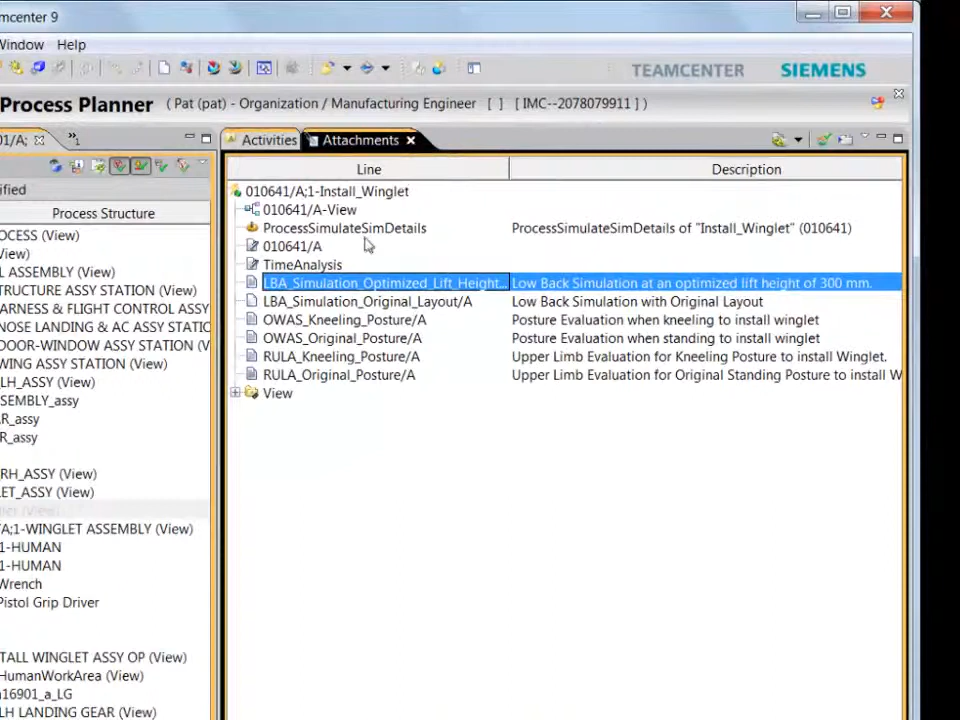 mcenter 9
Window Help
TEAMCENTER SIEMENS
Process Planner ( Pat (pat) - Organization / Manufacturing Engineer [ ] [ IMC--2078079911 ] )
01/A; 1
Activities Attachments
ified
Process Structure
OCESS (View)
L ASSEMBLY (View)
STRUCTURE ASSY STATION (View)
HARNESS & FLIGHT CONTROL ASSY
NOSE LANDING & AC ASSY STATIO
DOOR-WINDOW ASSY STATION (V
WING ASSY STATION (View)
LH_ASSY (View)
SEMBLY_assy
R_assy
R_assy
RH_ASSY (View)
LET_ASSY (View)
(View)
/A;1-WINGLET ASSEMBLY (View)
1-HUMAN
1-HUMAN
Wrench
Pistol Grip Driver
TALL WINGLET ASSY OP (View)
HumanWorkArea (View)
n16901_a_LG
LH LANDING GEAR (View)
Line Description
010641/A;1-Install_Winglet
010641/A-View
ProcessSimulateSimDetails ProcessSimulateSimDetails of "Install_Winglet" (010641)
010641/A
TimeAnalysis
LBA_Simulation_Optimized_Lift_Height... Low Back Simulation at an optimized lift height of 300 mm.
LBA_Simulation_Original_Layout/A Low Back Simulation with Original Layout
OWAS_Kneeling_Posture/A Posture Evaluation when kneeling to install winglet
OWAS_Original_Posture/A Posture Evaluation when standing to install winglet
RULA_Kneeling_Posture/A Upper Limb Evaluation for Kneeling Posture to install Winglet.
RULA_Original_Posture/A Upper Limb Evaluation for Original Standing Posture to install W
View